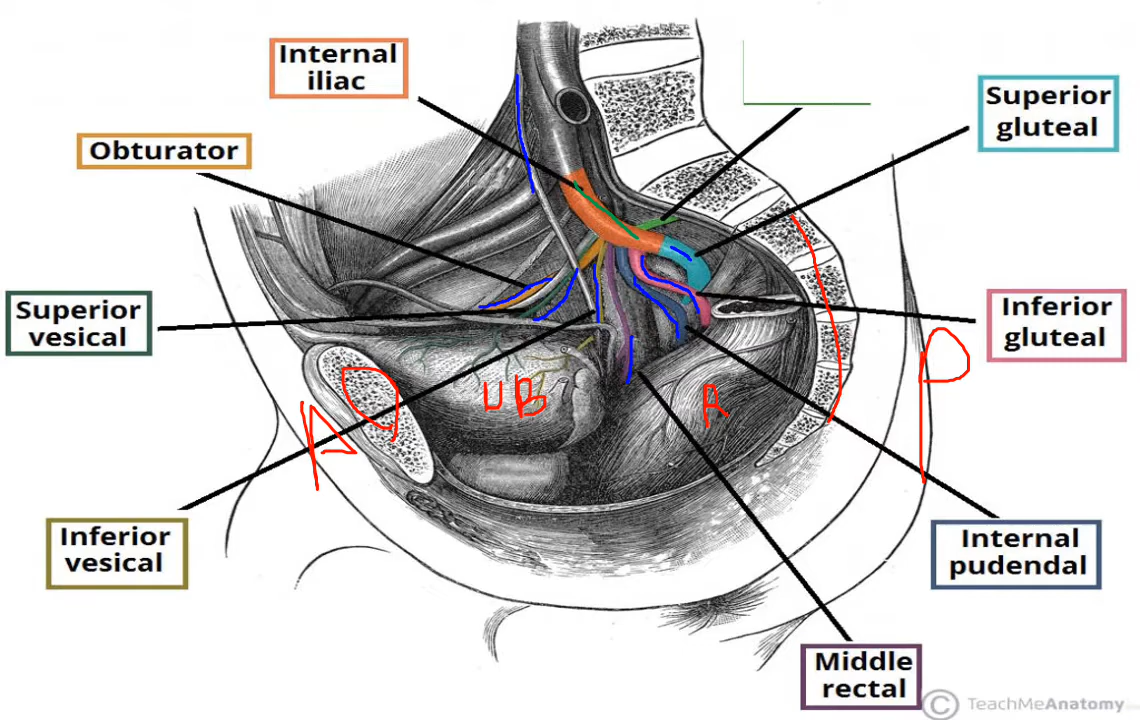 Internal
iliac
Superior
gluteal
Obturator
Superior
vesical
Inferior
gluteal
A
UB
R
P
Inferior
vesical
Internal
pudendal
Middle
rectal
© TeachMeAnatomy